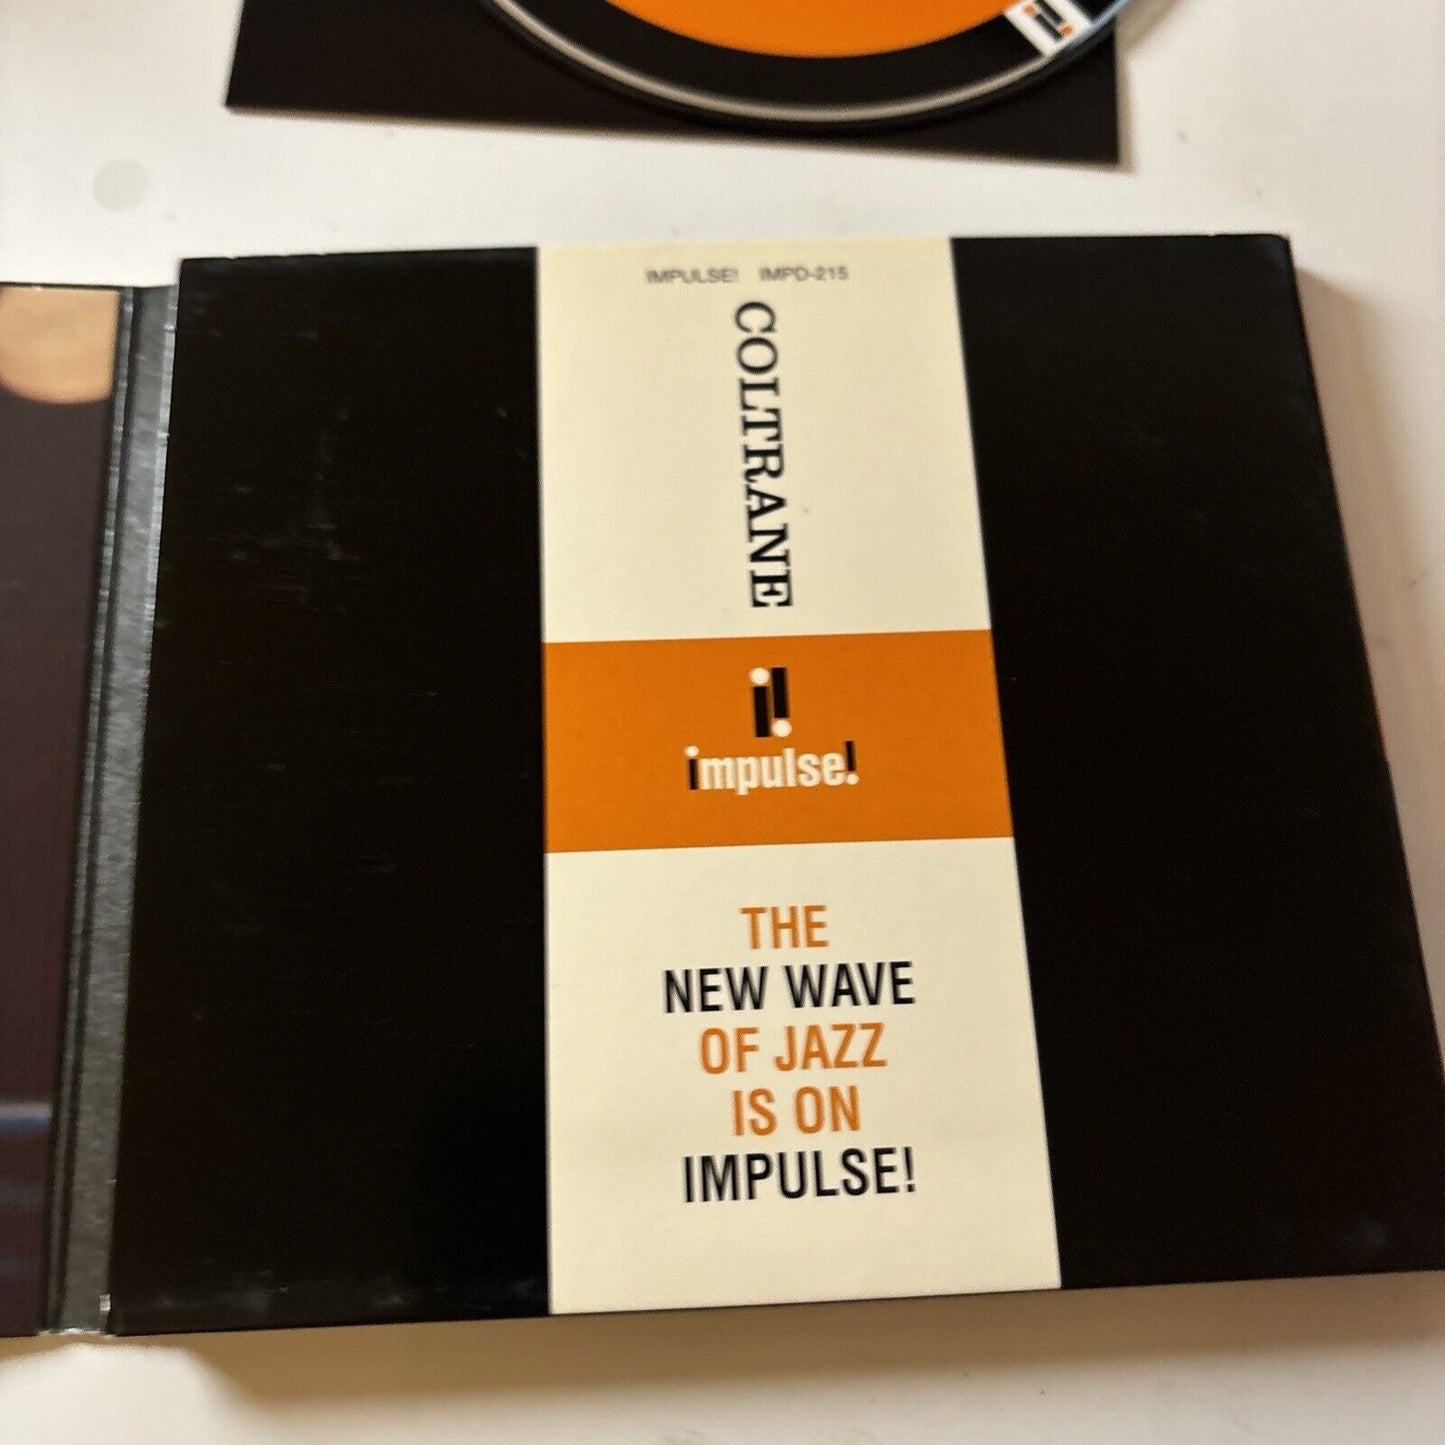 IMPULSE! IMPD-215
COLTRANE
impulse!
THE
NEW WAVE
OF JAZZ
IS ON
IMPULSE!